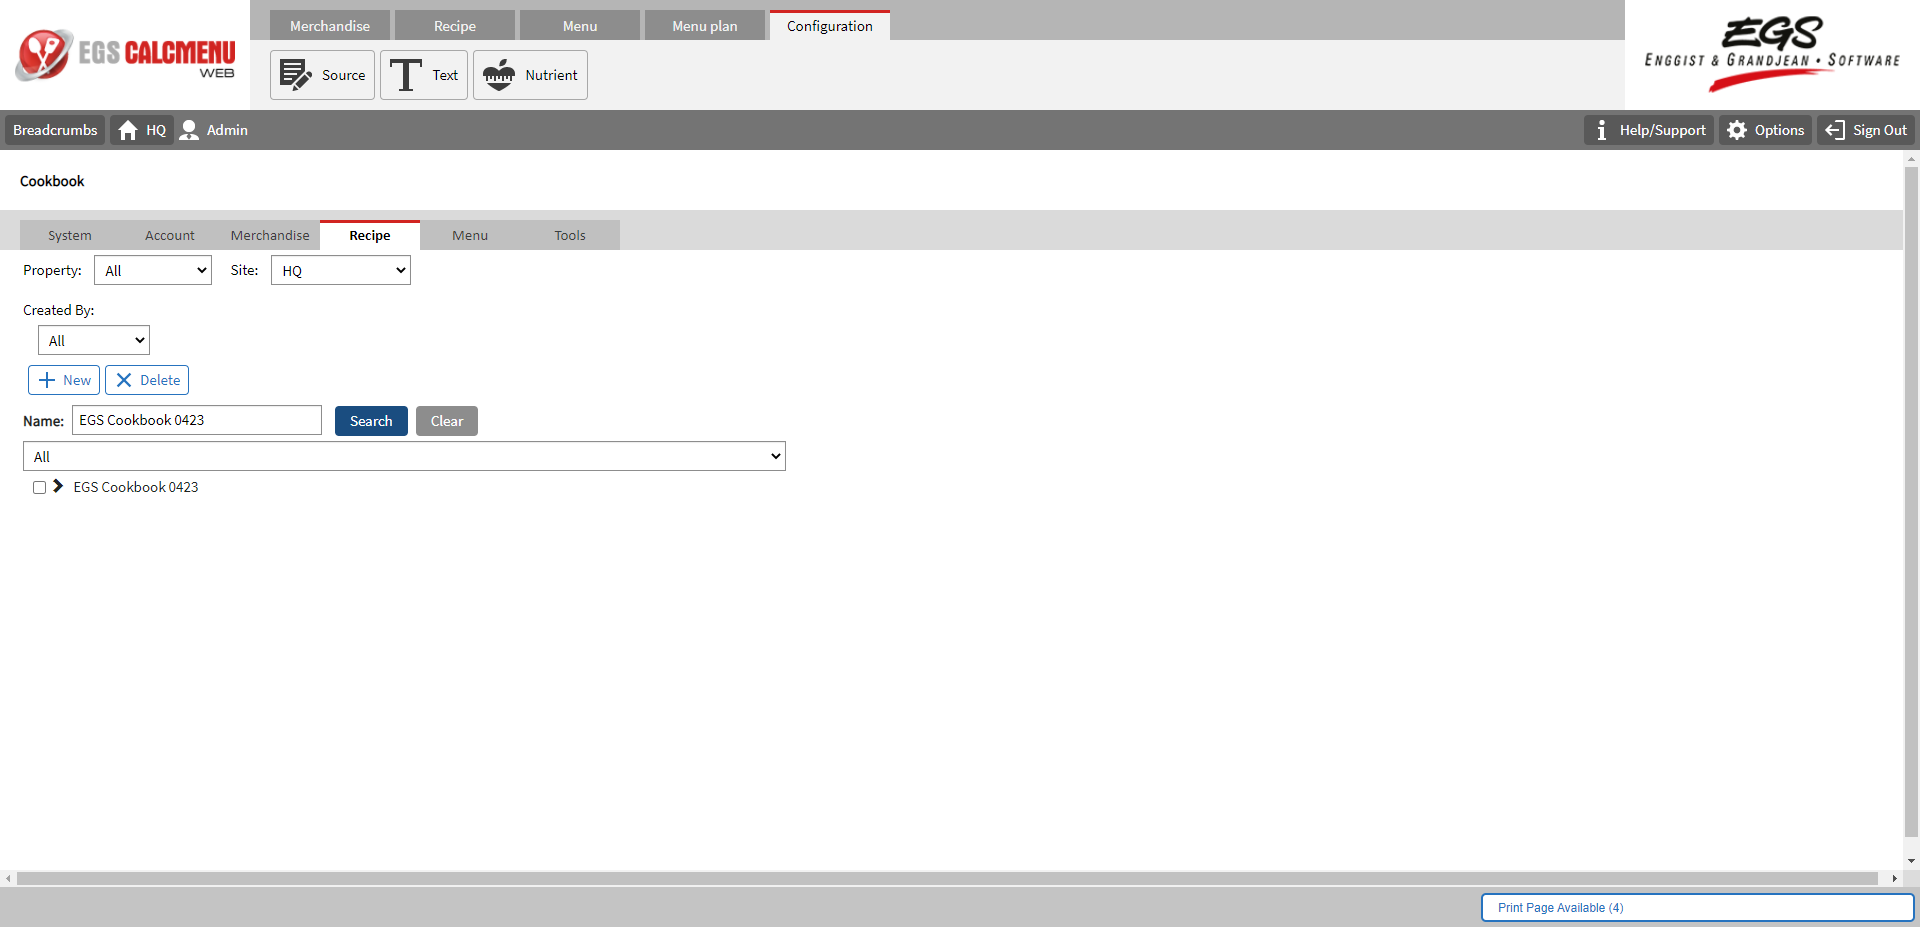 EGS CALCMENU
WEB
Merchandise
Recipe
Menu
Menu plan
Configuration
Source
Text
Nutrient
EGS
ENGGIST & GRANDJEAN • SOFTWARE
Breadcrumbs
HQ
Admin
Help/Support
Options
Sign Out
Cookbook
System
Account
Merchandise
Recipe
Menu
Tools
Property: All
Site: HQ
Created By:
All
New
Delete
Name: EGS Cookbook 0423
Search
Clear
All
EGS Cookbook 0423
Print Page Available (4)